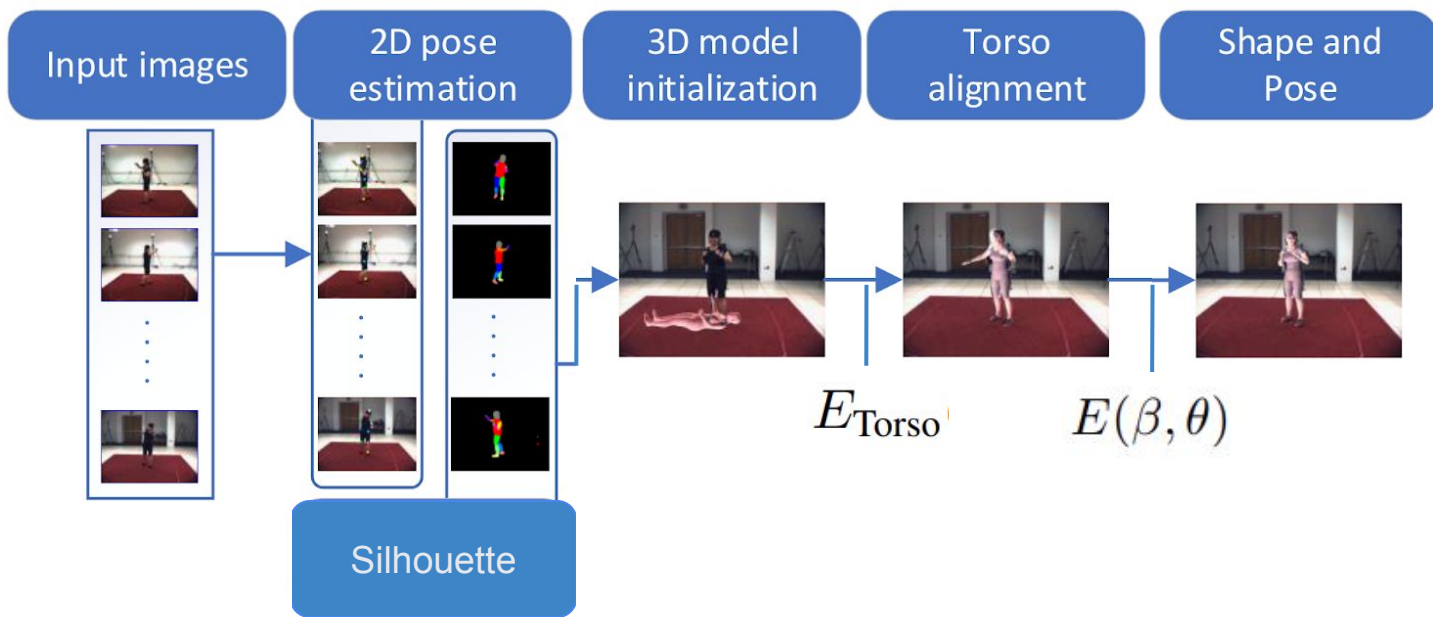 Input images
2D pose
estimation
3D model
initialization
Torso
alignment
Shape and
Pose
E_Torso
E(β, θ)
Silhouette